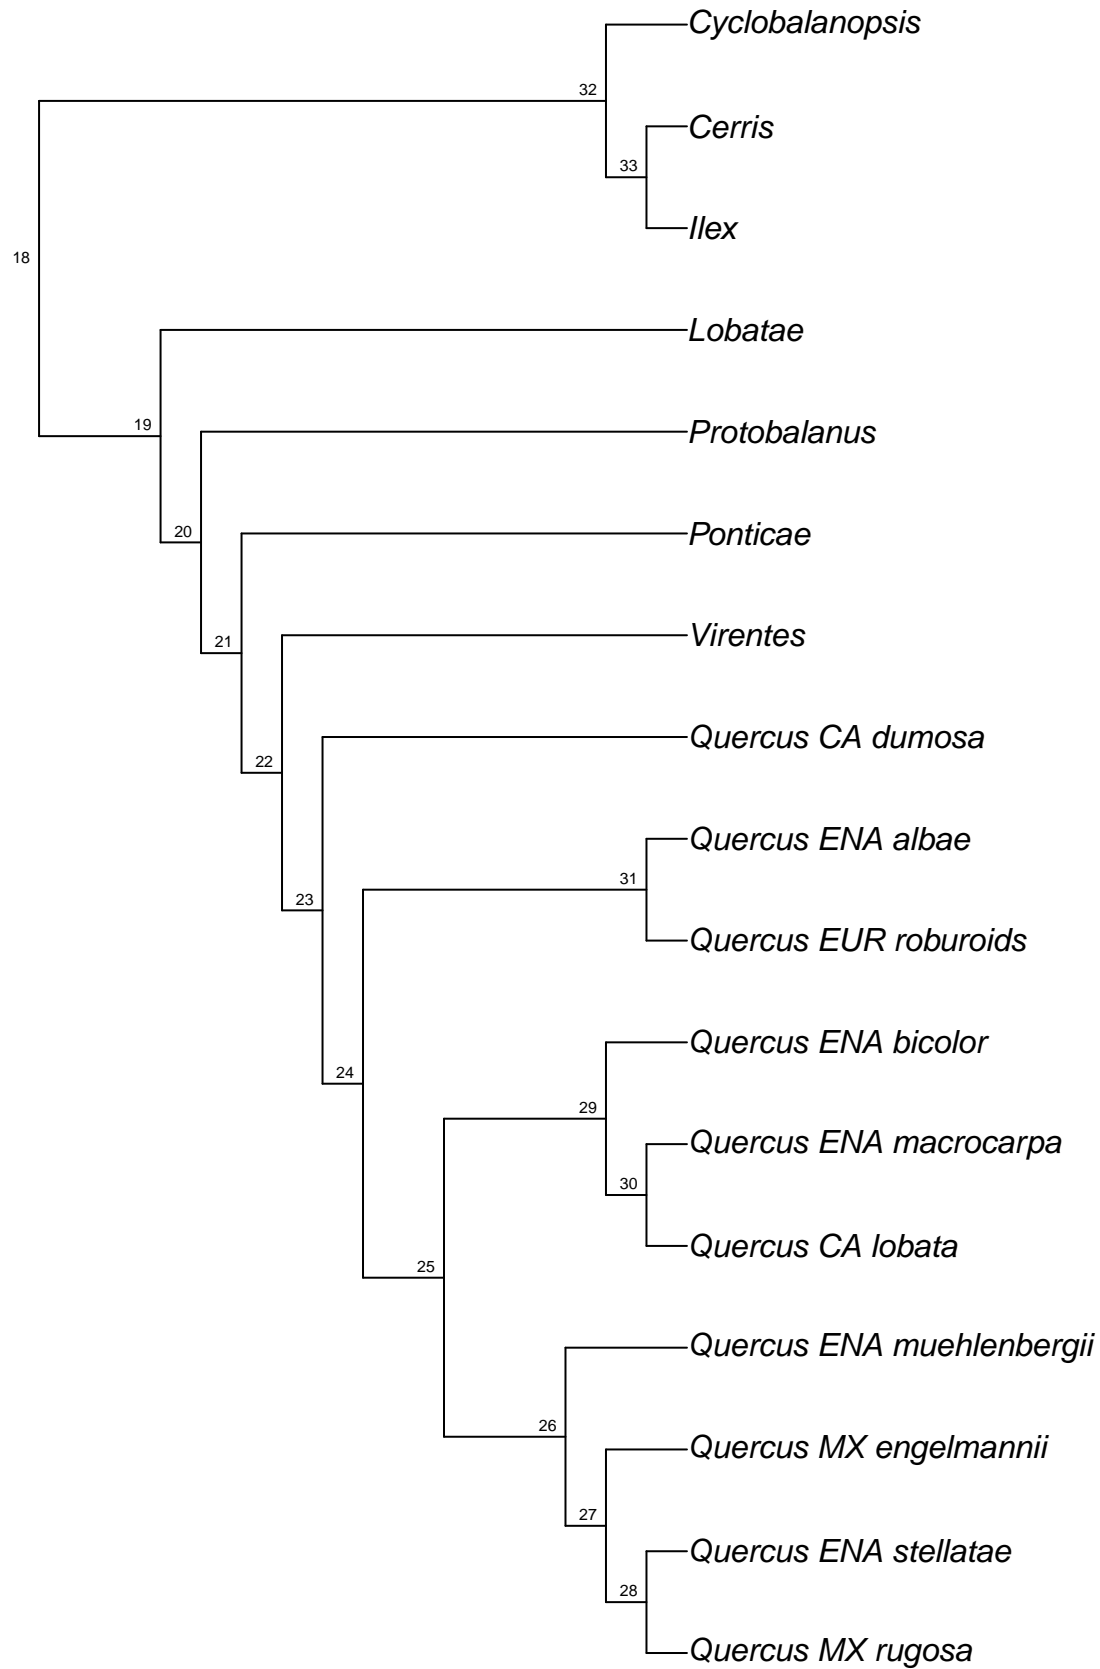 Cyclobalanopsis
32
Cerris
33
Ilex
18
Lobatae
19
Protobalanus
20
Ponticae
21
Virentes
22
Quercus CA dumosa
Quercus ENA albae
31
23
Quercus EUR roburoids
Quercus ENA bicolor
24
29
Quercus ENA macrocarpa
30
Quercus CA lobata
25
Quercus ENA muehlenbergii
26
Quercus MX engelmannii
27
Quercus ENA stellatae
28
Quercus MX rugosa